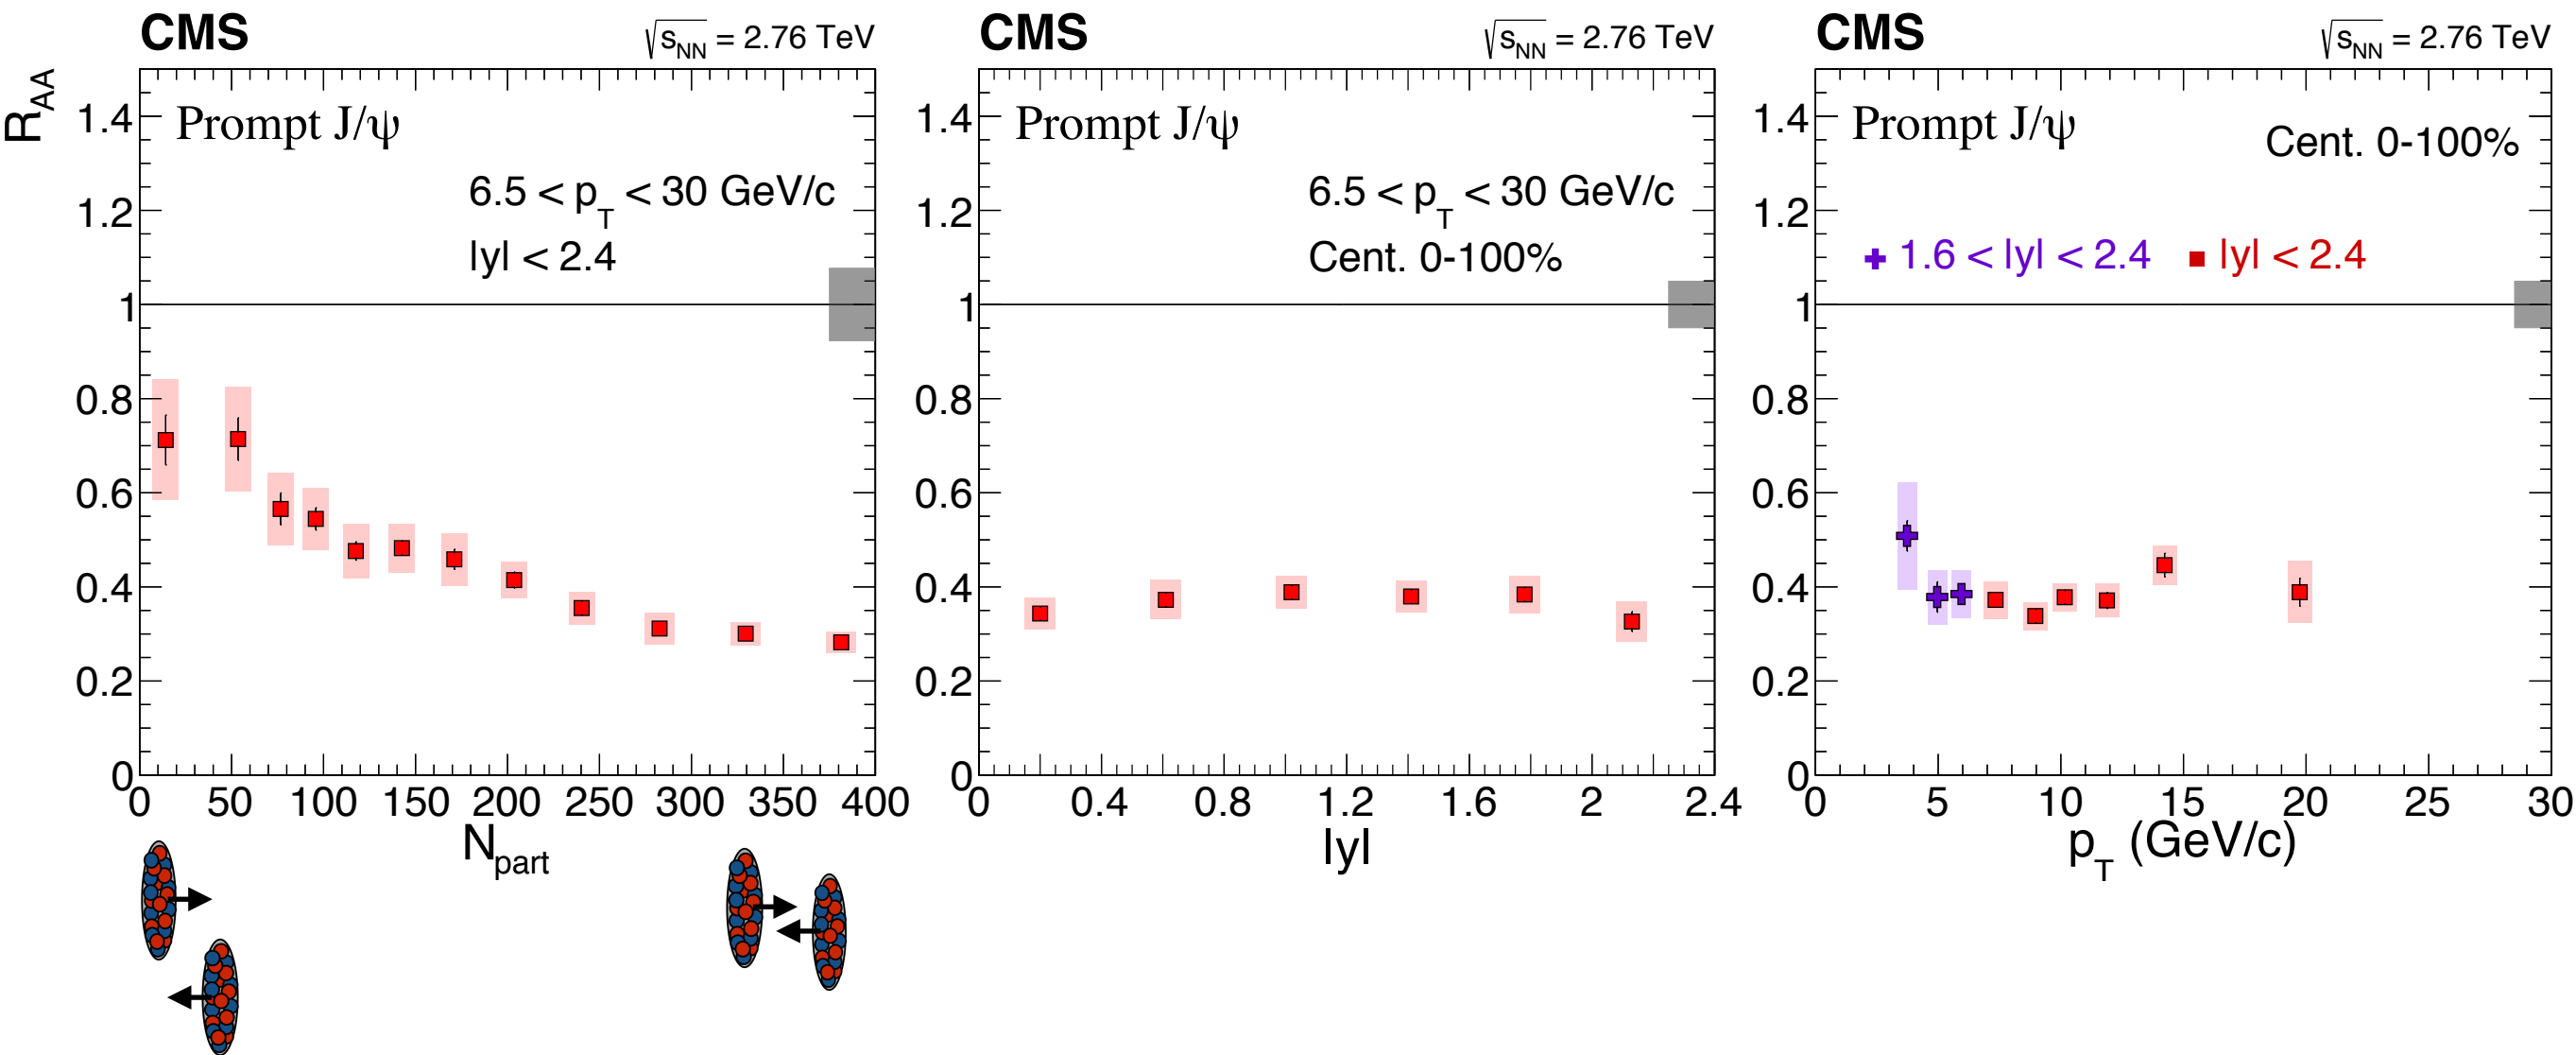 CMS √sNN = 2.76 TeV
RAA
Prompt J/ψ
6.5 < pT < 30 GeV/c
|y| < 2.4
1.4
1.2
1
0.8
0.6
0.4
0.2
0
0 50 100 150 200 250 300 350 400
Npart
CMS √sNN = 2.76 TeV
Prompt J/ψ
6.5 < pT < 30 GeV/c
Cent. 0-100%
1.4
1.2
1
0.8
0.6
0.4
0.2
0
0 0.4 0.8 1.2 1.6 2 2.4
|y|
CMS √sNN = 2.76 TeV
Prompt J/ψ
Cent. 0-100%
1.6 < |y| < 2.4 |y| < 2.4
1.4
1.2
1
0.8
0.6
0.4
0.2
0
0 5 10 15 20 25 30
pT (GeV/c)